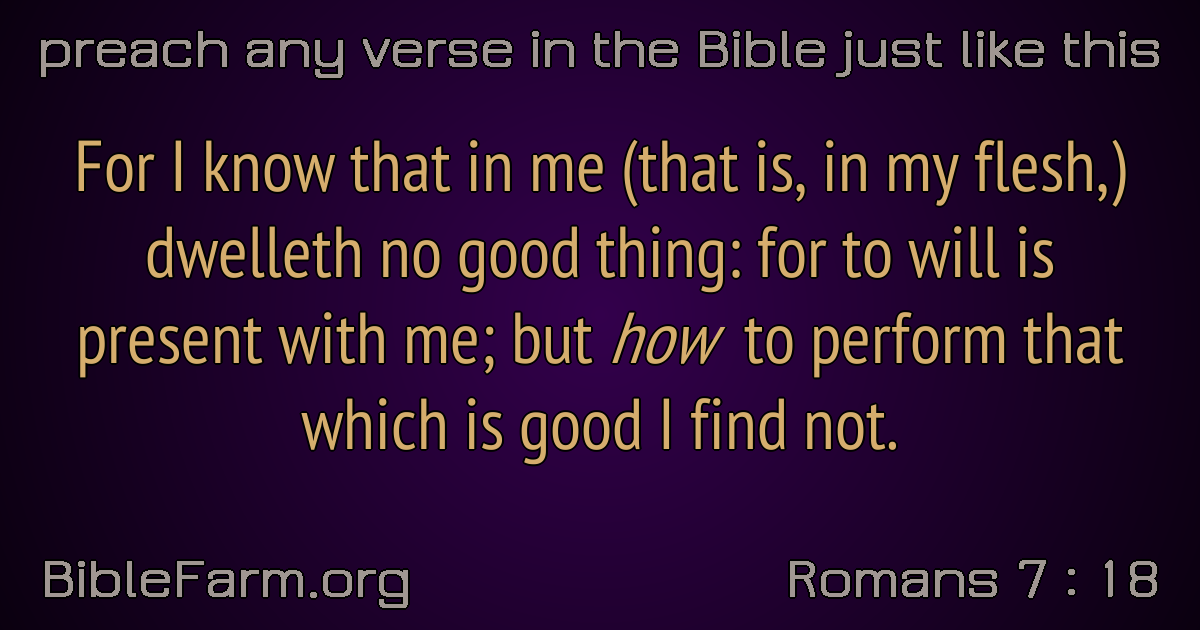 preach any verse in the Bible just like this
For I know that in me (that is, in my flesh,)
dwelleth no good thing: for to will is
present with me; but how to perform that
which is good I find not.
BibleFarm.org
Romans 7 : 18